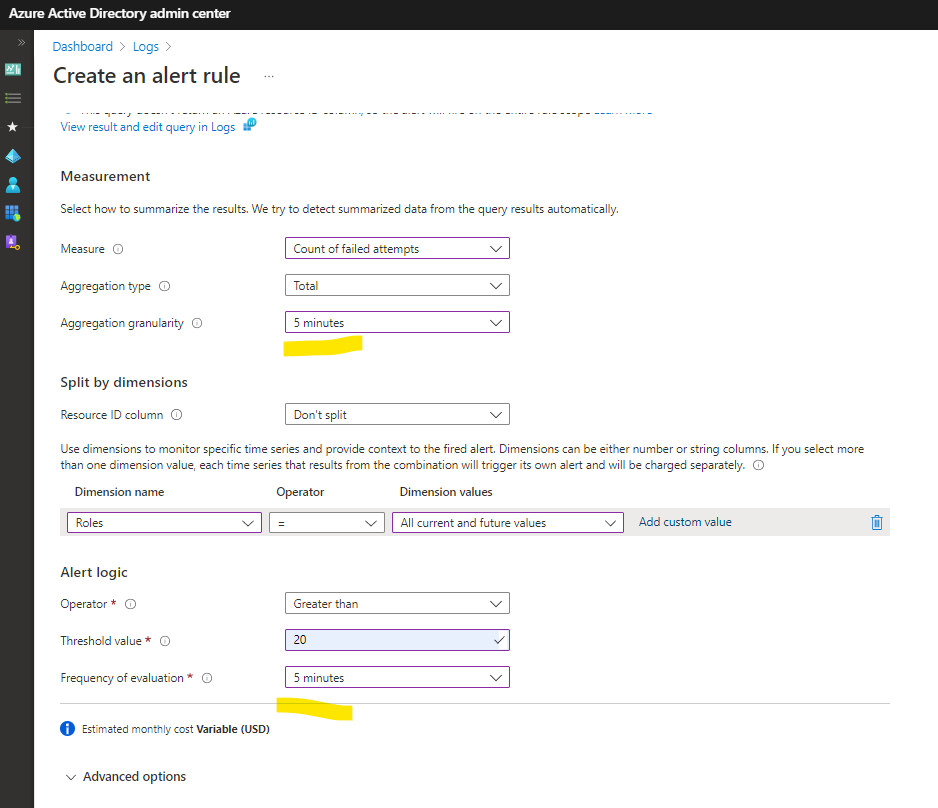 Azure Active Directory admin center
Dashboard > Logs >
Create an alert rule ...
View result and edit query in Logs
Measurement
Select how to summarize the results. We try to detect summarized data from the query results automatically.
Measure Count of failed attempts
Aggregation type Total
Aggregation granularity 5 minutes
Split by dimensions
Resource ID column Don't split
Use dimensions to monitor specific time series and provide context to the fired alert. Dimensions can be either number or string columns. If you select more
than one dimension value, each time series that results from the combination will trigger its own alert and will be charged separately.
Dimension name Operator Dimension values
Roles = All current and future values Add custom value
Alert logic
Operator * Greater than
Threshold value * 20
Frequency of evaluation * 5 minutes
Estimated monthly cost Variable (USD)
Advanced options